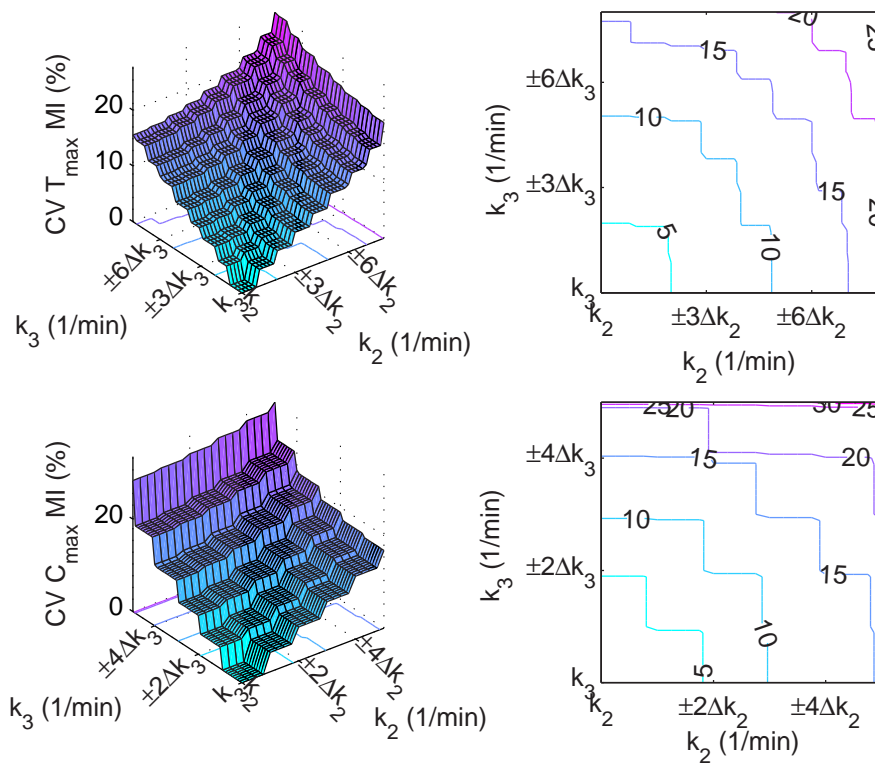 CV T_max MI (%)
20
10
0
±6Δk_3
±3Δk_3
k_3
k_2
±3Δk_2
±6Δk_2
k_3 (1/min)
k_2 (1/min)
20
25
15
10
15
5
10
20
±6Δk_3
±3Δk_3
k_3
k_3 (1/min)
k_2
±3Δk_2
±6Δk_2
k_2 (1/min)
CV C_max MI (%)
20
0
±4Δk_3
±2Δk_3
k_3
k_2
±2Δk_2
±4Δk_2
k_3 (1/min)
k_2 (1/min)
25
20
30
25
15
20
10
15
10
5
±4Δk_3
±2Δk_3
k_3
k_3 (1/min)
k_2
±2Δk_2
±4Δk_2
k_2 (1/min)